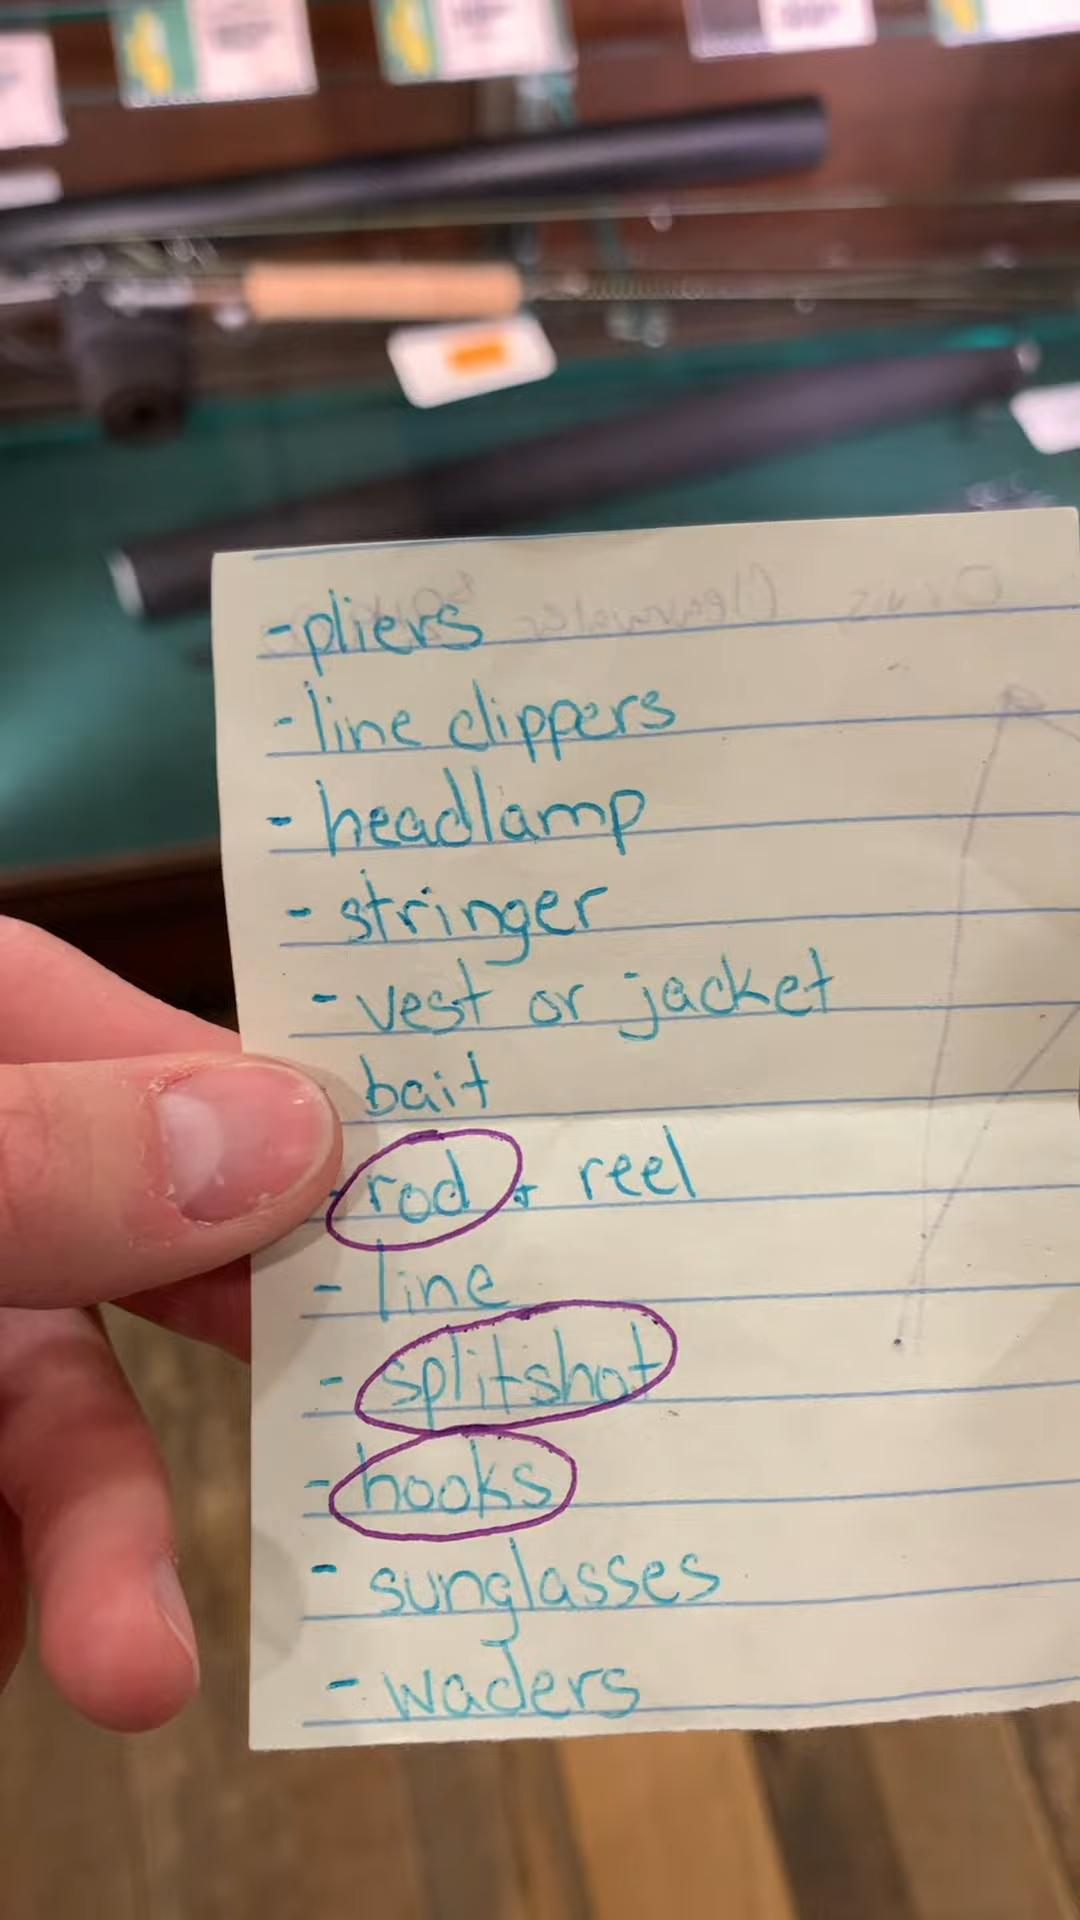 -pliers
-line clippers
- headlamp
- stringer
- vest or jacket
bait
- rod + reel
- line
- splitshot
- hooks
- sunglasses
- waders